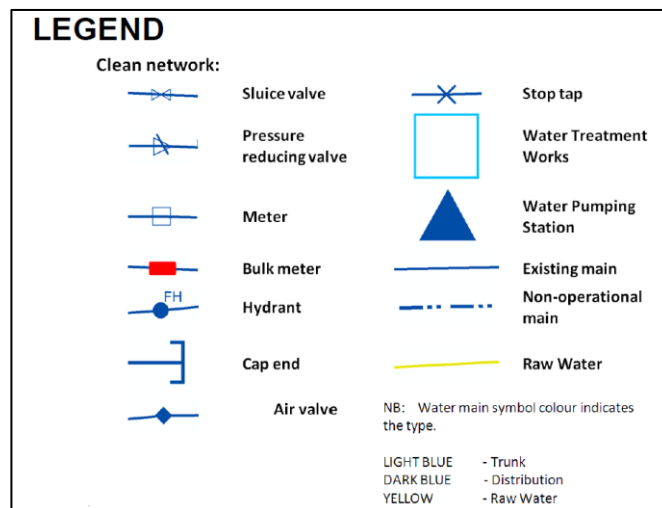 LEGEND
Clean network:
Sluice valve
Pressure
reducing valve
Meter
Bulk meter
FH
Hydrant
Cap end
Air valve
Stop tap
Water Treatment
Works
Water Pumping
Station
Existing main
Non-operational
main
Raw Water
NB: Water main symbol colour indicates
the type.
LIGHT BLUE - Trunk
DARK BLUE - Distribution
YELLOW - Raw Water